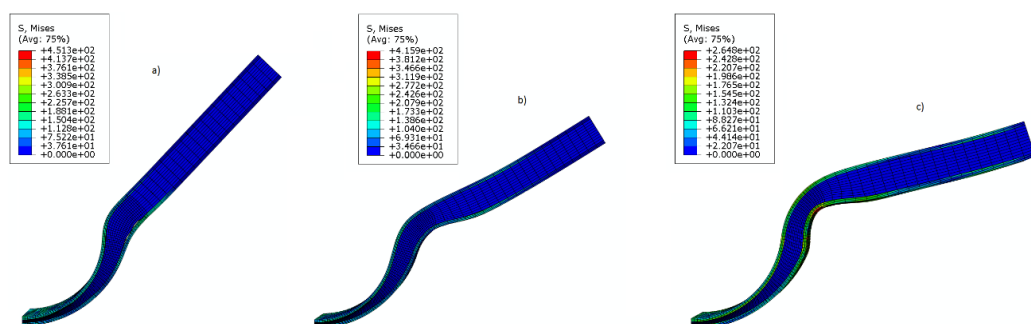 S, Mises
(Avg: 75%)
+4.513e+02
+4.137e+02
+3.761e+02
+3.385e+02
+3.009e+02
+2.633e+02
+2.257e+02
+1.881e+02
+1.504e+02
+1.128e+02
+7.522e+01
+3.761e+01
+0.000e+00
a)
S, Mises
(Avg: 75%)
+4.159e+02
+3.812e+02
+3.466e+02
+3.119e+02
+2.772e+02
+2.426e+02
+2.079e+02
+1.733e+02
+1.386e+02
+1.040e+02
+6.931e+01
+3.466e+01
+0.000e+00
b)
S, Mises
(Avg: 75%)
+2.648e+02
+2.428e+02
+2.207e+02
+1.986e+02
+1.765e+02
+1.545e+02
+1.324e+02
+1.103e+02
+8.827e+01
+6.621e+01
+4.414e+01
+2.207e+01
+0.000e+00
c)